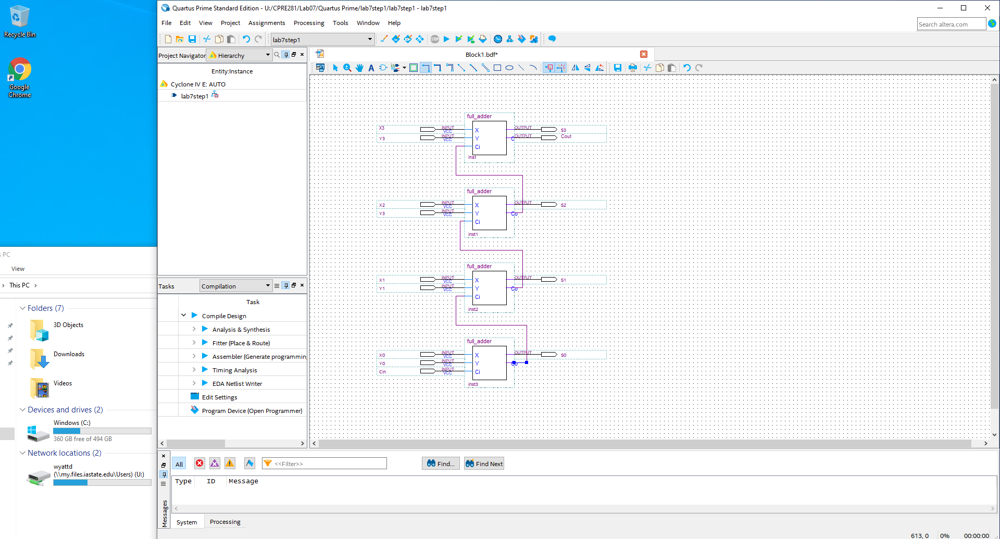 Recycle Bin
Google
Chrome
Quartus Prime Standard Edition - U:/CPRE281/Lab07/Quartus Prime/lab7step1/lab7step1 - lab7step1
File Edit View Project Assignments Processing Tools Window Help
Search altera.com
lab7step1
STOP
Project Navigator Hierarchy
Entity:Instance
Cyclone IV E: AUTO
lab7step1
Block1.bdf*
full_adder
X3 INPUT VCC X OUTPUT S3
Y3 INPUT VCC Y C OUTPUT Cout
Ci
inst
full_adder
X2 INPUT VCC X OUTPUT S2
Y3 INPUT VCC Y Co
Ci
inst1
full_adder
X1 INPUT VCC X OUTPUT S1
Y1 INPUT VCC Y Co
Ci
inst2
full_adder
X0 INPUT VCC X OUTPUT S0
Y0 INPUT VCC Y Co
Cin INPUT VCC Ci
inst3
Tasks Compilation
Task
Compile Design
Analysis & Synthesis
Fitter (Place & Route)
Assembler (Generate programmin
Timing Analysis
EDA Netlist Writer
Edit Settings
Program Device (Open Programmer)
s PC
View
This PC
Folders (7)
3D Objects
Downloads
Videos
Devices and drives (2)
Windows (C:)
360 GB free of 494 GB
Network locations (2)
wyattd
(\\my.files.iastate.edu\Users) (U:)
All <<Filter>> Find... Find Next
Type ID Message
Messages
System Processing
613, 0 0% 00:00:00